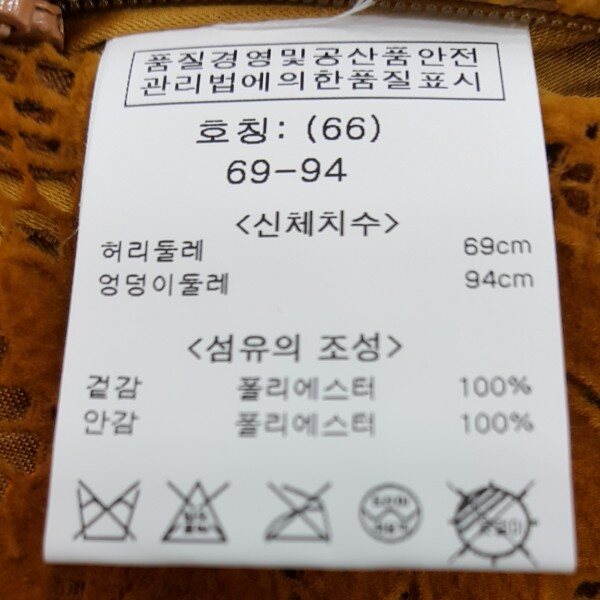 품질경영및공산품안전
관리법에의한품질표시
호칭: (66)
69-94
<신체치수>
허리둘레 69cm
엉덩이둘레 94cm
<섬유의 조성>
겉감 폴리에스터 100%
안감 폴리에스터 100%